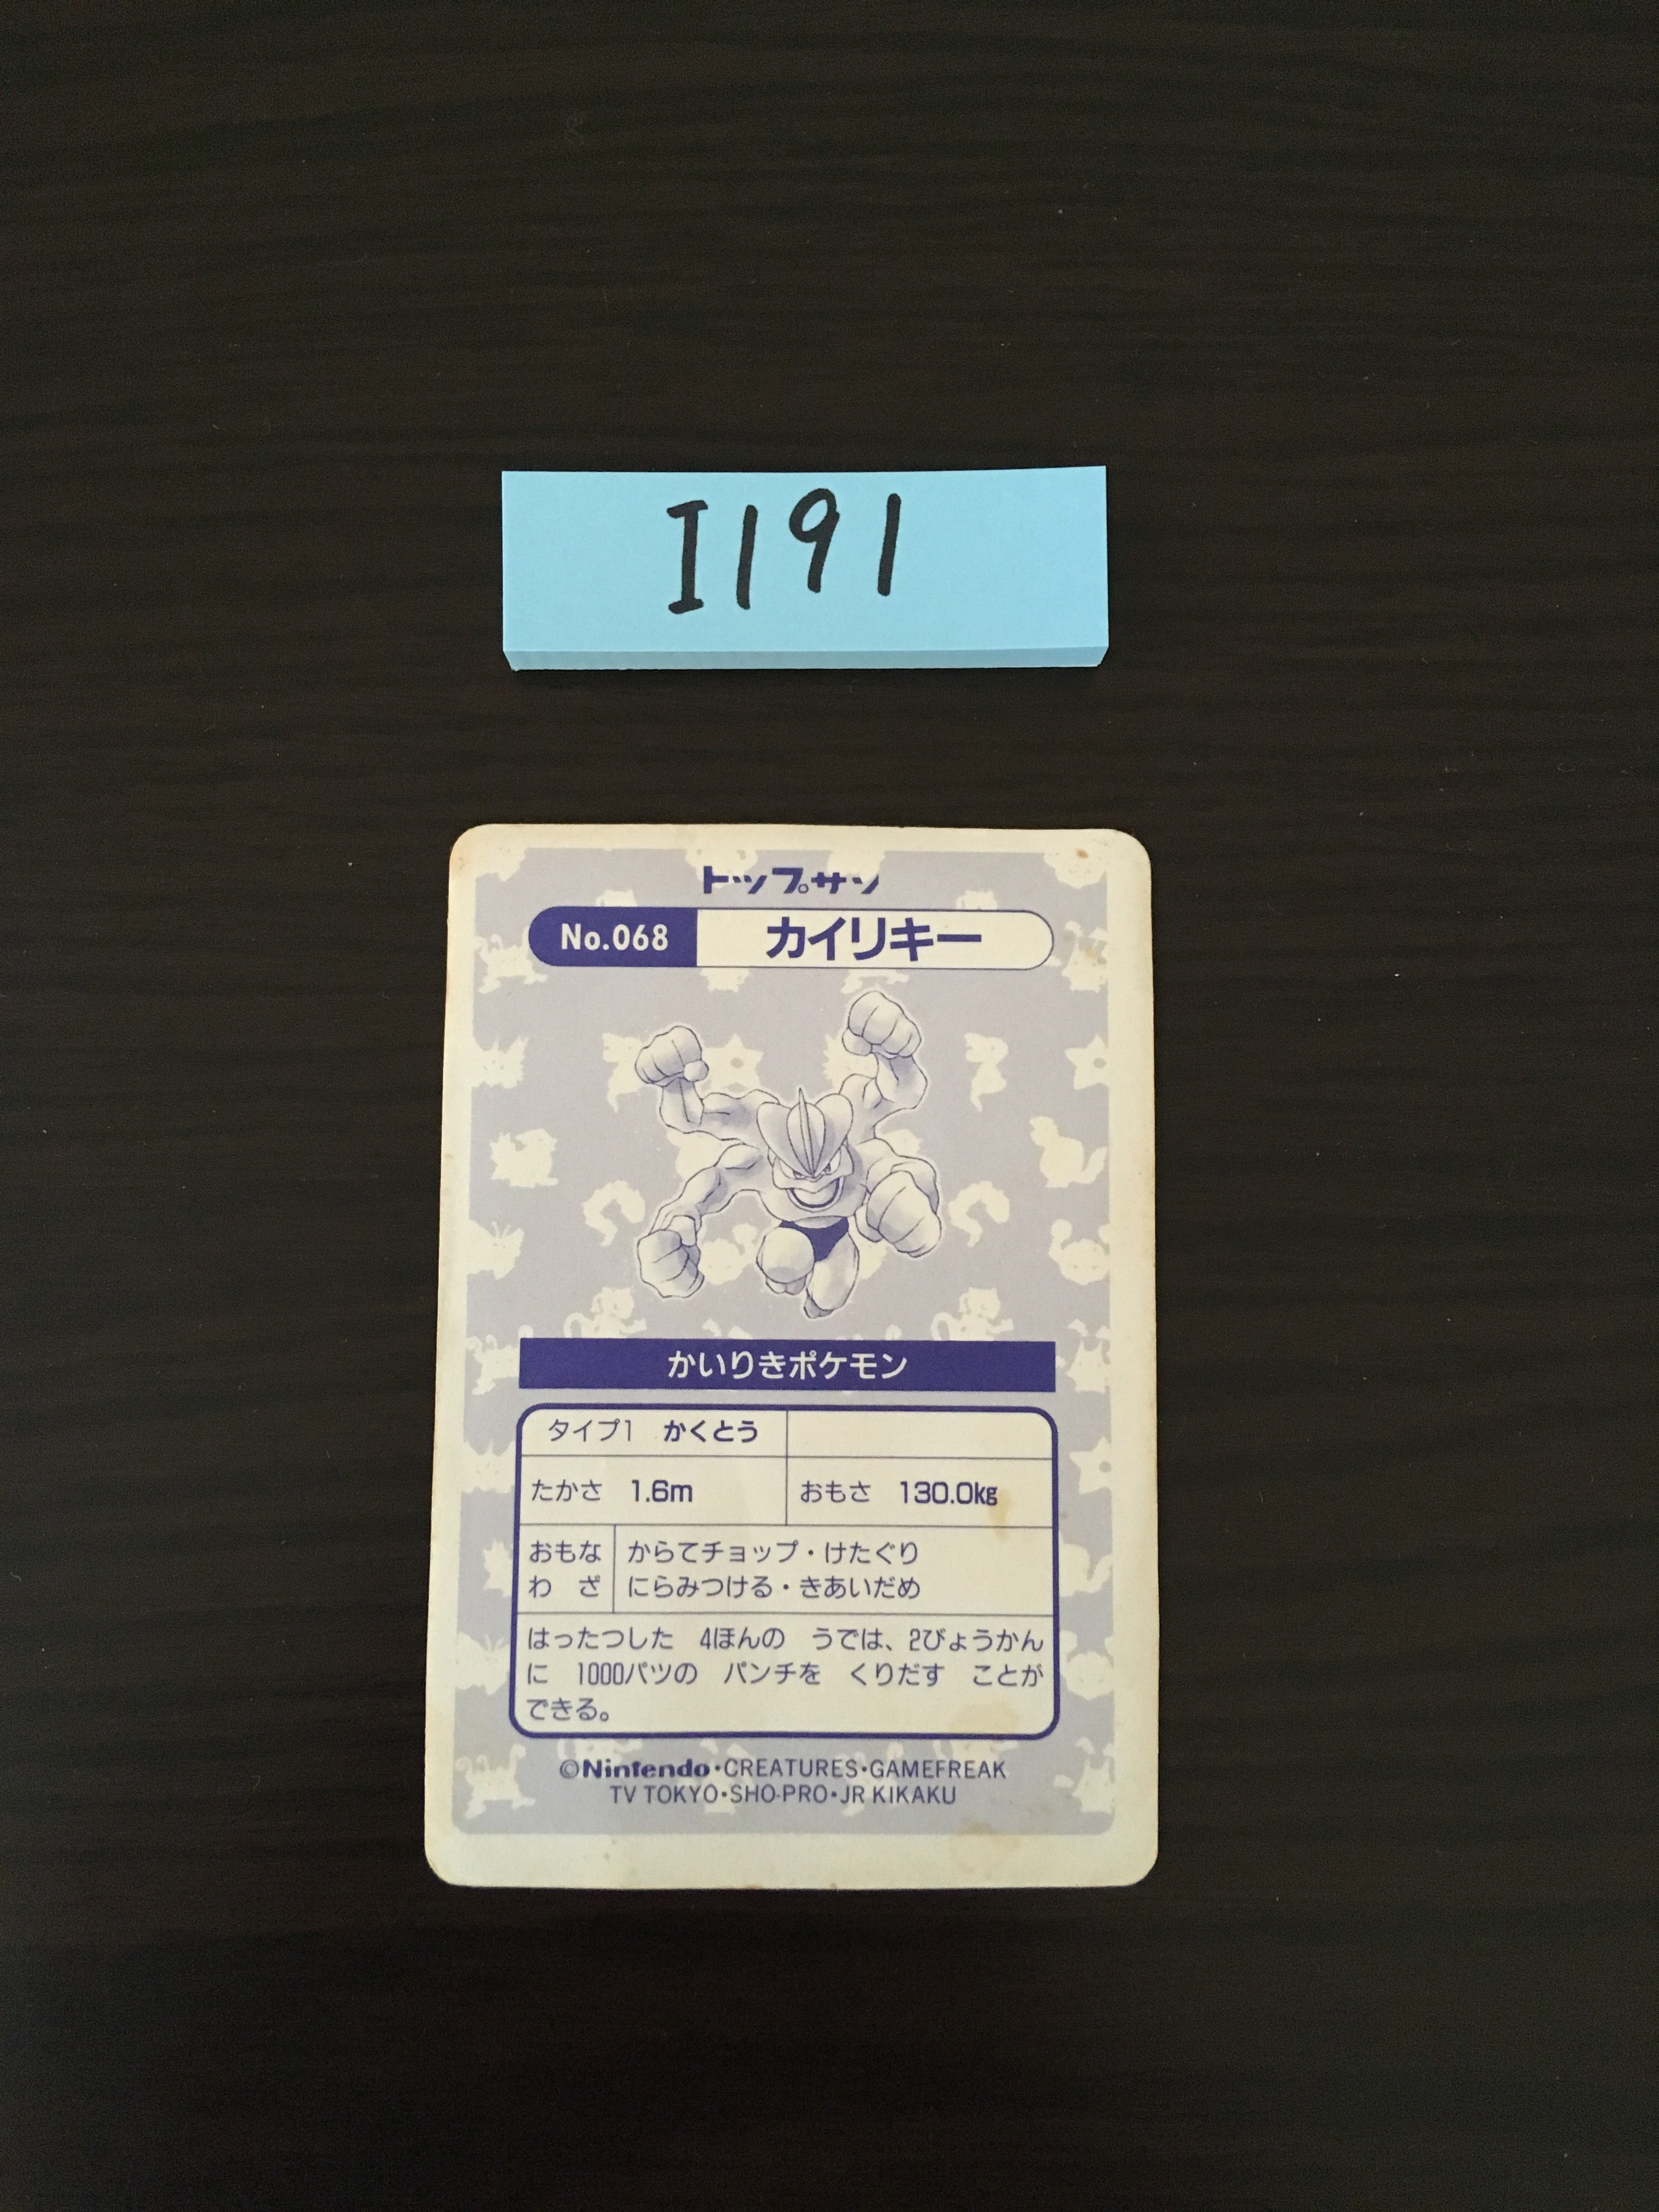 I191
トップサン
No.068 カイリキー
かいりきポケモン
タイプ1 かくとう
たかさ 1.6m おもさ 130.0kg
おもな からてチョップ・けたぐり
わ ざ にらみつける・きあいだめ
はったつした 4ほんの うでは、2びょうかん
に 1000パツの パンチを くりだす ことが
できる。
©Nintendo・CREATURES・GAMEFREAK
TV TOKYO・SHO-PRO・JR KIKAKU